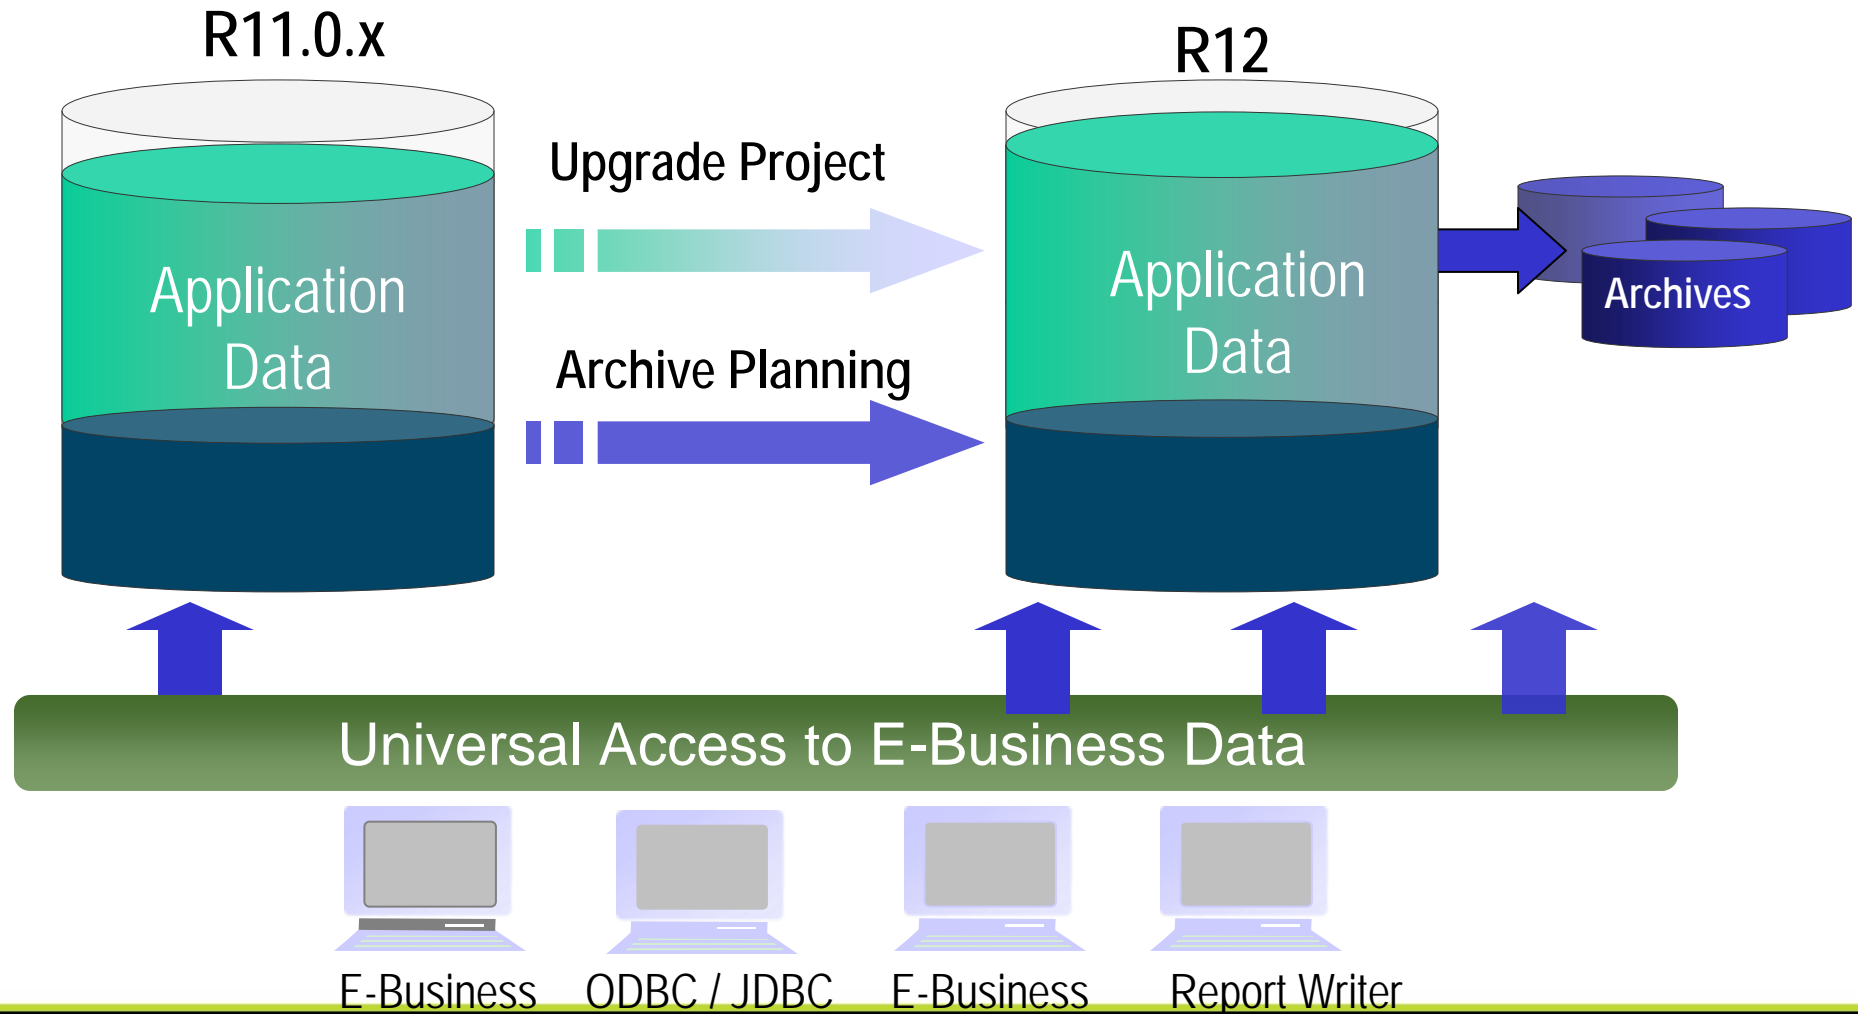 R11.0.x
R12
Upgrade Project
Application
Data
Application
Data
Archives
Archive Planning
Universal Access to E-Business Data
E-Business
ODBC / JDBC
E-Business
Report Writer